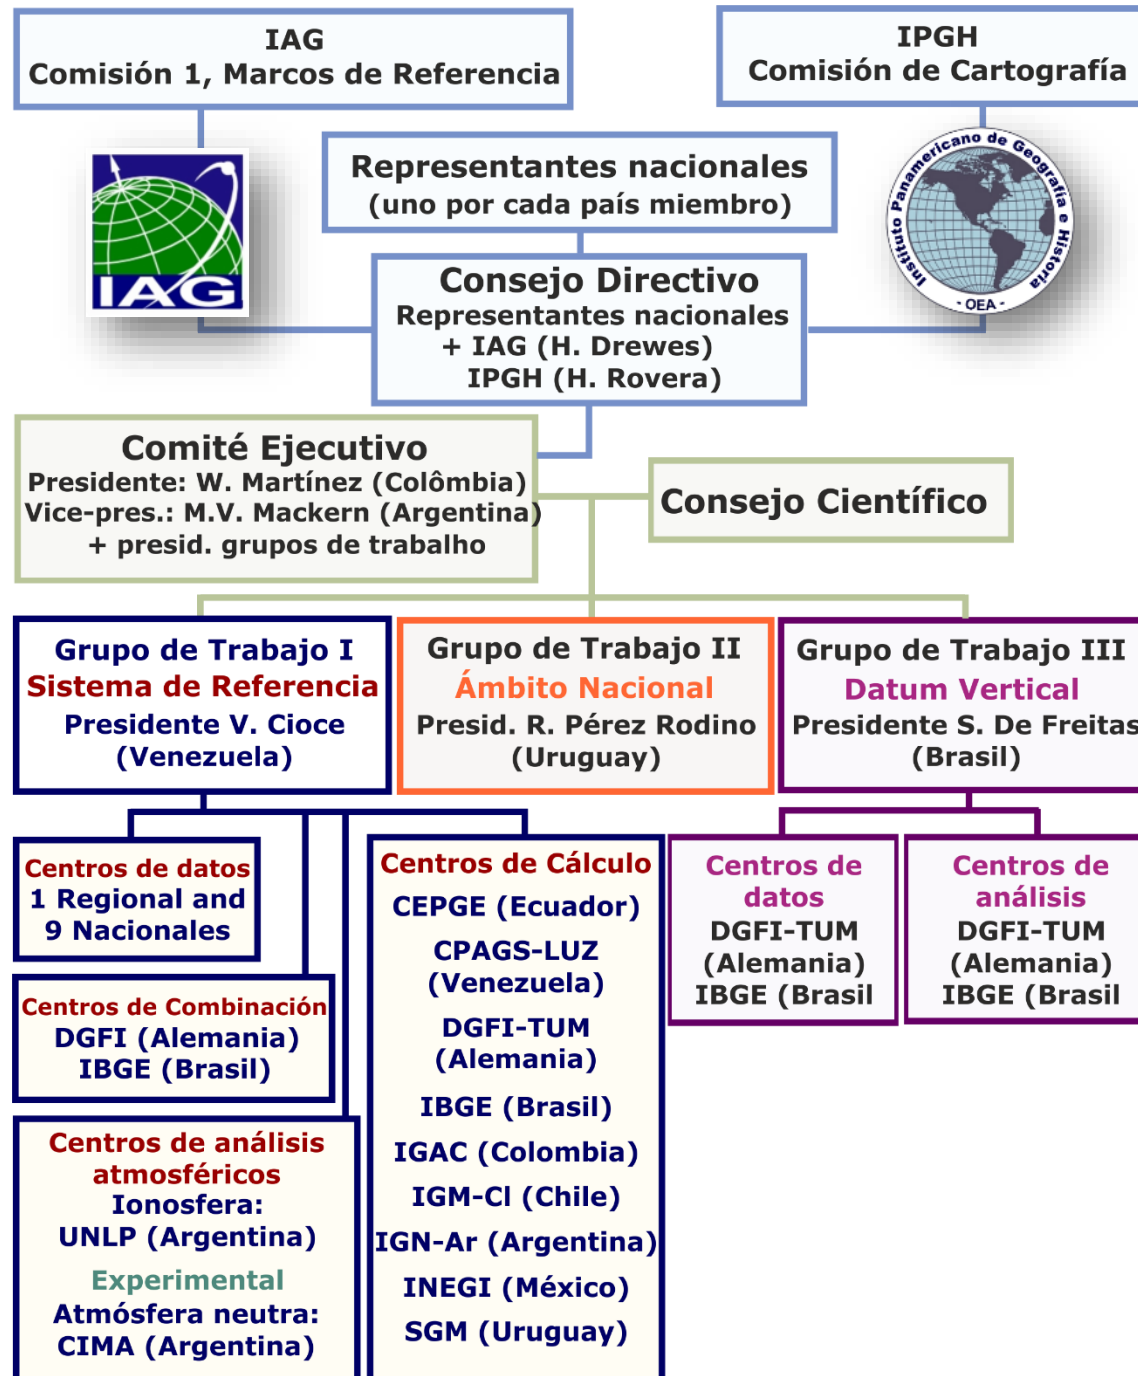 IAG
Comisión 1, Marcos de Referencia
IPGH
Comisión de Cartografía
IAG
Instituto Panamericano de Geografía e Historia
- OEA -
Representantes nacionales
(uno por cada país miembro)
Consejo Directivo
Representantes nacionales
+ IAG (H. Drewes)
IPGH (H. Rovera)
Comité Ejecutivo
Presidente: W. Martínez (Colômbia)
Vice-pres.: M.V. Mackern (Argentina)
+ presid. grupos de trabalho
Consejo Científico
Grupo de Trabajo I
Sistema de Referencia
Presidente V. Cioce
(Venezuela)
Grupo de Trabajo II
Ámbito Nacional
Presid. R. Pérez Rodino
(Uruguay)
Grupo de Trabajo III
Datum Vertical
Presidente S. De Freitas
(Brasil)
Centros de datos
1 Regional and
9 Nacionales
Centros de Combinación
DGFI (Alemania)
IBGE (Brasil)
Centros de análisis
atmosféricos
Ionosfera:
UNLP (Argentina)
Experimental
Atmósfera neutra:
CIMA (Argentina)
Centros de Cálculo
CEPGE (Ecuador)
CPAGS-LUZ
(Venezuela)
DGFI-TUM
(Alemania)
IBGE (Brasil)
IGAC (Colombia)
IGM-Cl (Chile)
IGN-Ar (Argentina)
INEGI (México)
SGM (Uruguay)
Centros de
datos
DGFI-TUM
(Alemania)
IBGE (Brasil
Centros de
análisis
DGFI-TUM
(Alemania)
IBGE (Brasil